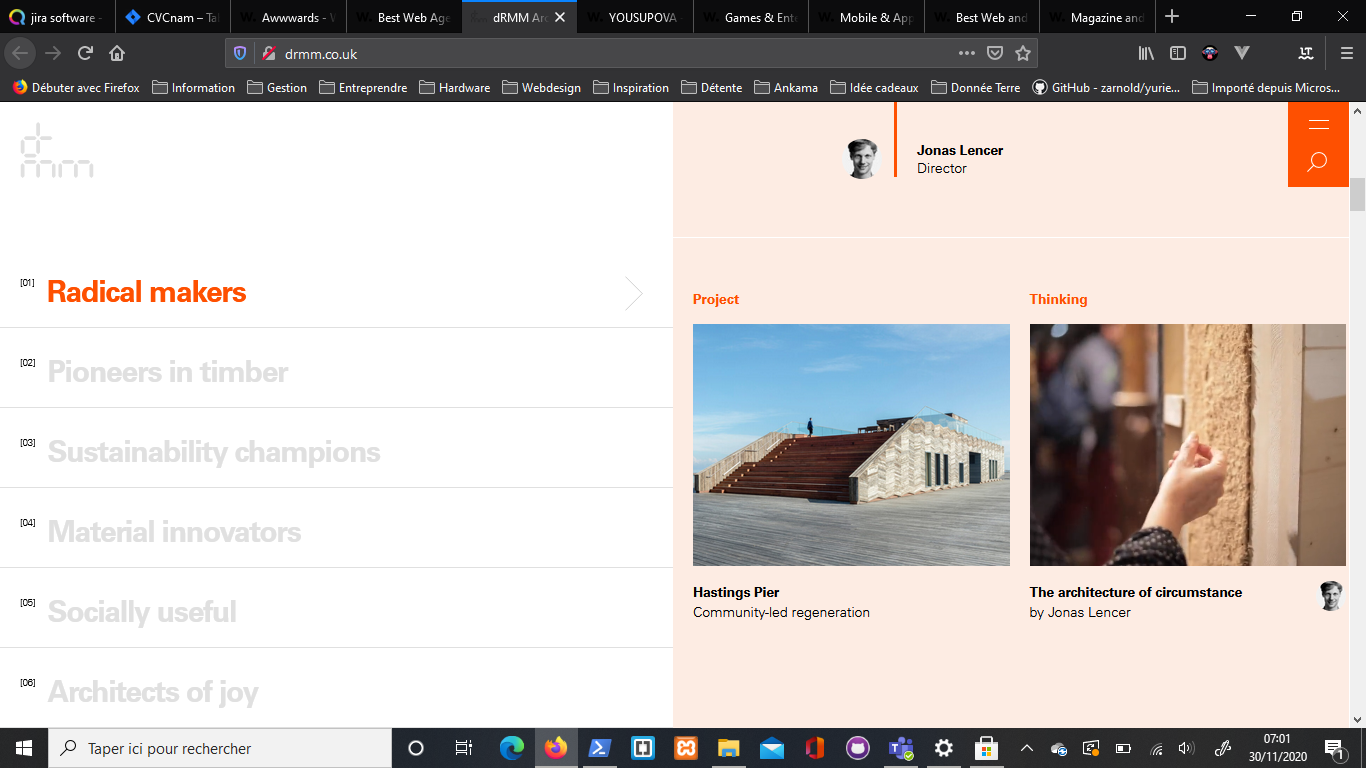 jira software -
CVCnam – Ta
Awwwards -
Best Web Age
dRMM Arc
YOUSUPOVA -
Games & Ente
Mobile & App
Best Web and
Magazine and
drmm.co.uk
Débuter avec Firefox
Information
Gestion
Entreprendre
Hardware
Webdesign
Inspiration
Détente
Ankama
Idée cadeaux
Donnée Terre
GitHub - zarnold/yurie...
Importé depuis Micros...
d
mm
[01] Radical makers
[02] Pioneers in timber
[03] Sustainability champions
[04] Material innovators
[05] Socially useful
[06] Architects of joy
Jonas Lencer
Director
Project
Hastings Pier
Community-led regeneration
Thinking
The architecture of circumstance
by Jonas Lencer
Taper ici pour rechercher
07:01
30/11/2020
1